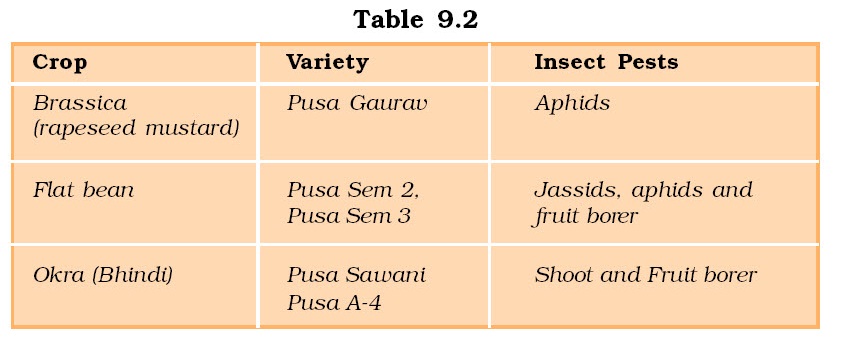 Table 9.2
Crop Variety Insect Pests
Brassica Pusa Gaurav Aphids
(rapeseed mustard)
Flat bean Pusa Sem 2, Jassids, aphids and
Pusa Sem 3 fruit borer
Okra (Bhindi) Pusa Sawani Shoot and Fruit borer
Pusa A-4